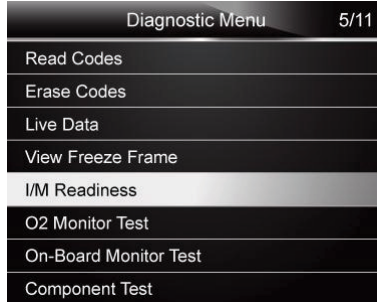 Diagnostic Menu 5/11
Read Codes
Erase Codes
Live Data
View Freeze Frame
I/M Readiness
O2 Monitor Test
On-Board Monitor Test
Component Test